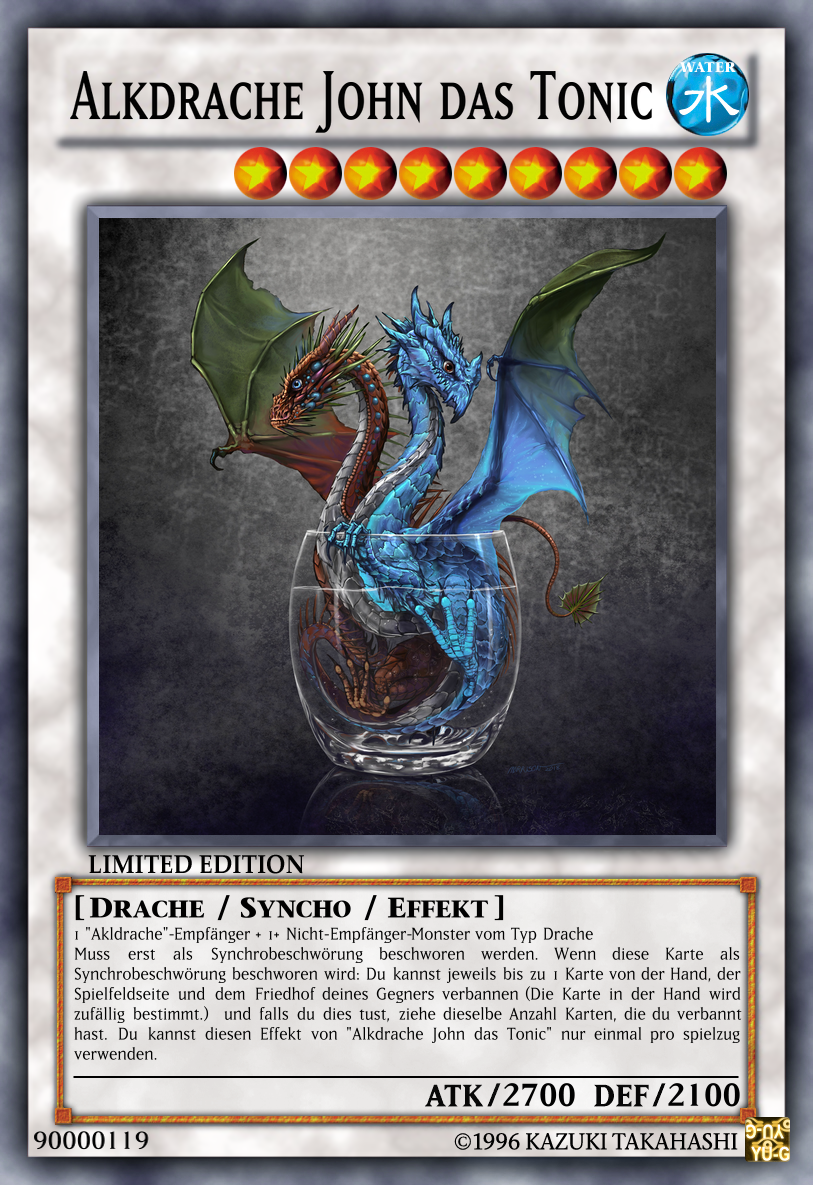 ALKDRACHE JOHN DAS TONIC
WATER
水
LIMITED EDITION
[ DRACHE / SYNCHO / EFFEKT ]
1 "Akldrache"-Empfänger + 1+ Nicht-Empfänger-Monster vom Typ Drache
Muss erst als Synchrobeschwörung beschworen werden. Wenn diese Karte als
Synchrobeschwörung beschworen wird: Du kannst jeweils bis zu 1 Karte von der Hand, der
Spielfeldseite und dem Friedhof deines Gegners verbannen (Die Karte in der Hand wird
zufällig bestimmt.) und falls du dies tust, ziehe dieselbe Anzahl Karten, die du verbannt
hast. Du kannst diesen Effekt von "Alkdrache John das Tonic" nur einmal pro spielzug
verwenden.
ATK/2700 DEF/2100
90000119
©1996 KAZUKI TAKAHASHI